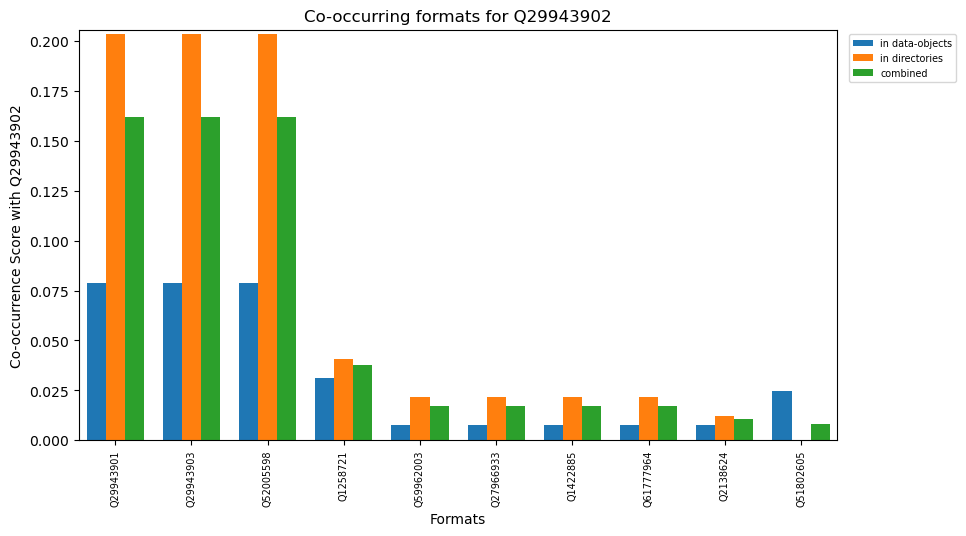 Co-occurring formats for Q29943902
in data-objects
in directories
combined
Co-occurrence Score with Q29943902
0.200
0.175
0.150
0.125
0.100
0.075
0.050
0.025
0.000
Q29943901
Q29943903
Q52005598
Q1258721
Q59962003
Q27966933
Q1422885
Q61777964
Q2138624
Q51802605
Formats